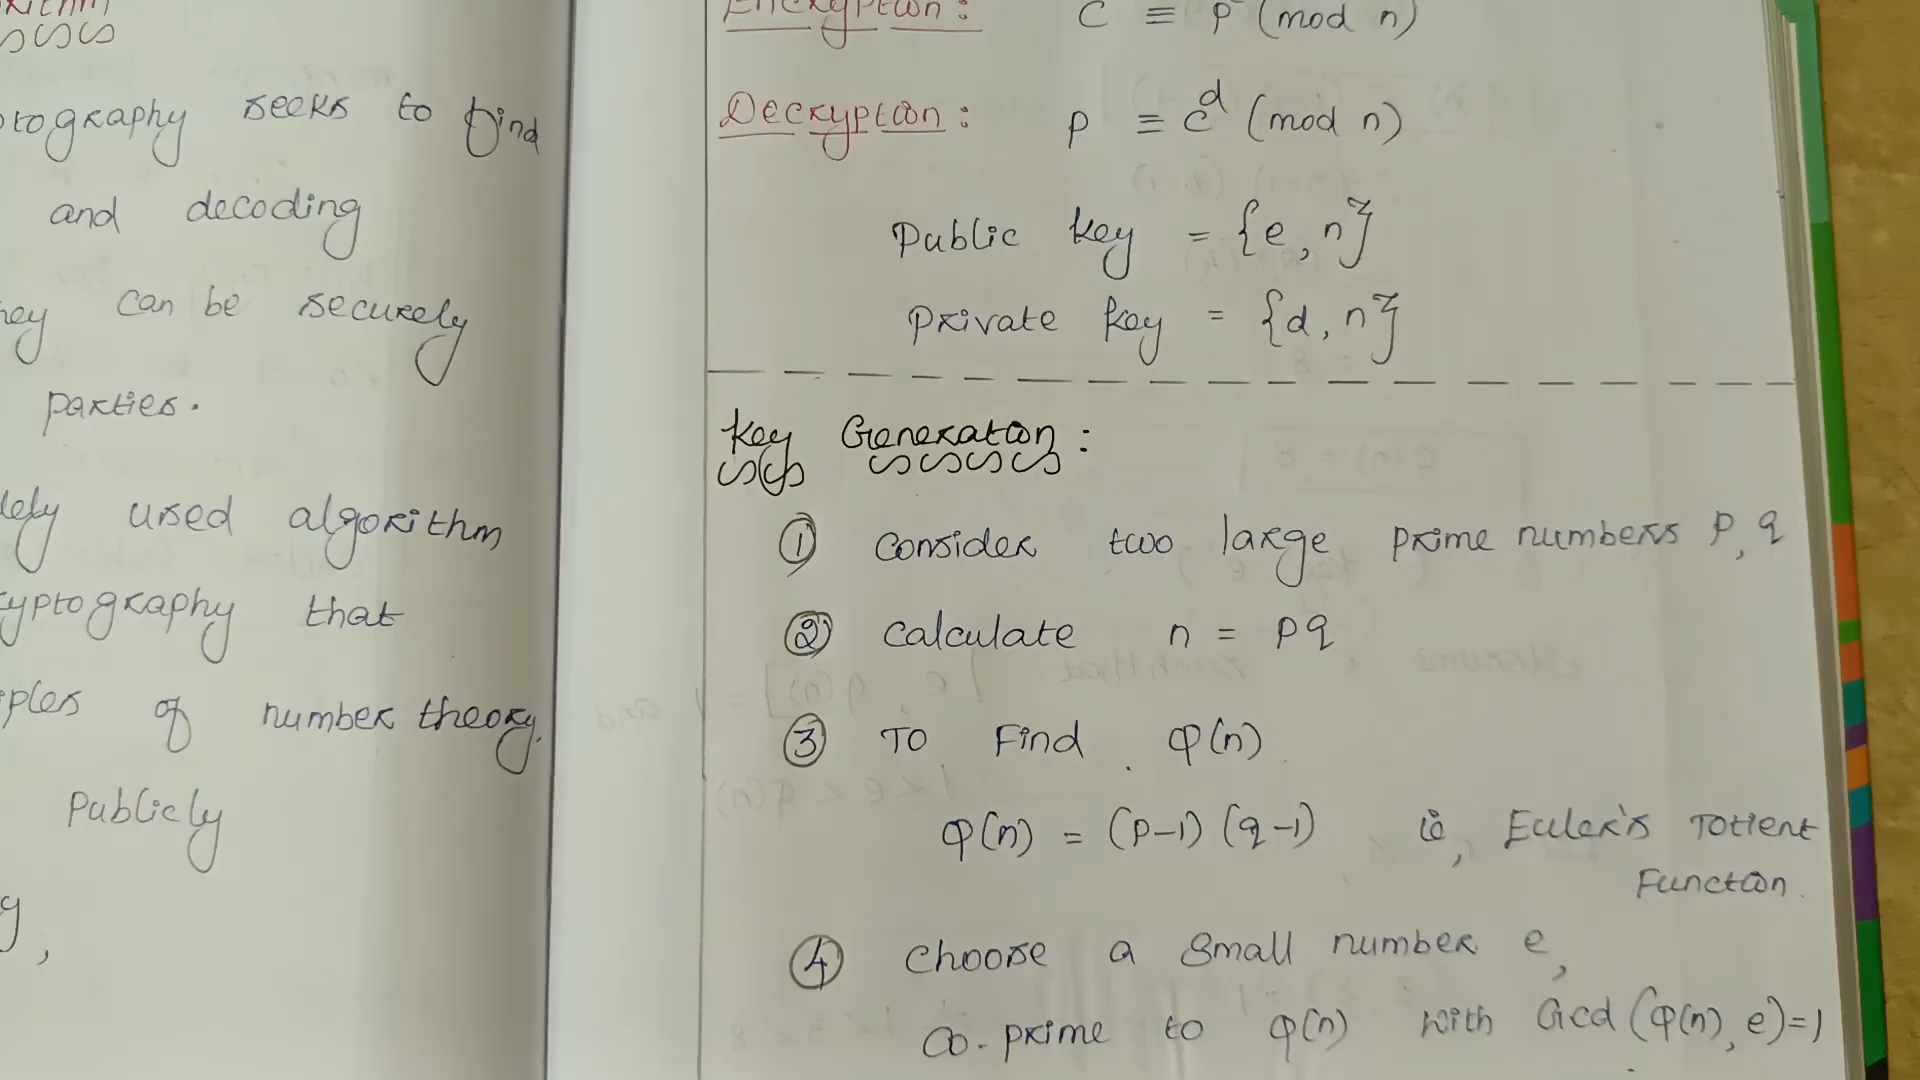 seeks to find
and decoding
can be securely
parties.
used algorithm
that
of number theory.
Publicly
Encryption : C ≡ P (mod n)
Decryption : P ≡ C^d (mod n)
Public key = {e, n}
Private key = {d, n}
Key Generation :
① Consider two large prime numbers P, q
② Calculate n = pq
③ To Find φ(n)
φ(n) = (p-1) (q-1) ie, Euler's Totient
Function.
④ Choose a small number e,
co-prime to φ(n) with Gcd (φ(n), e) = 1